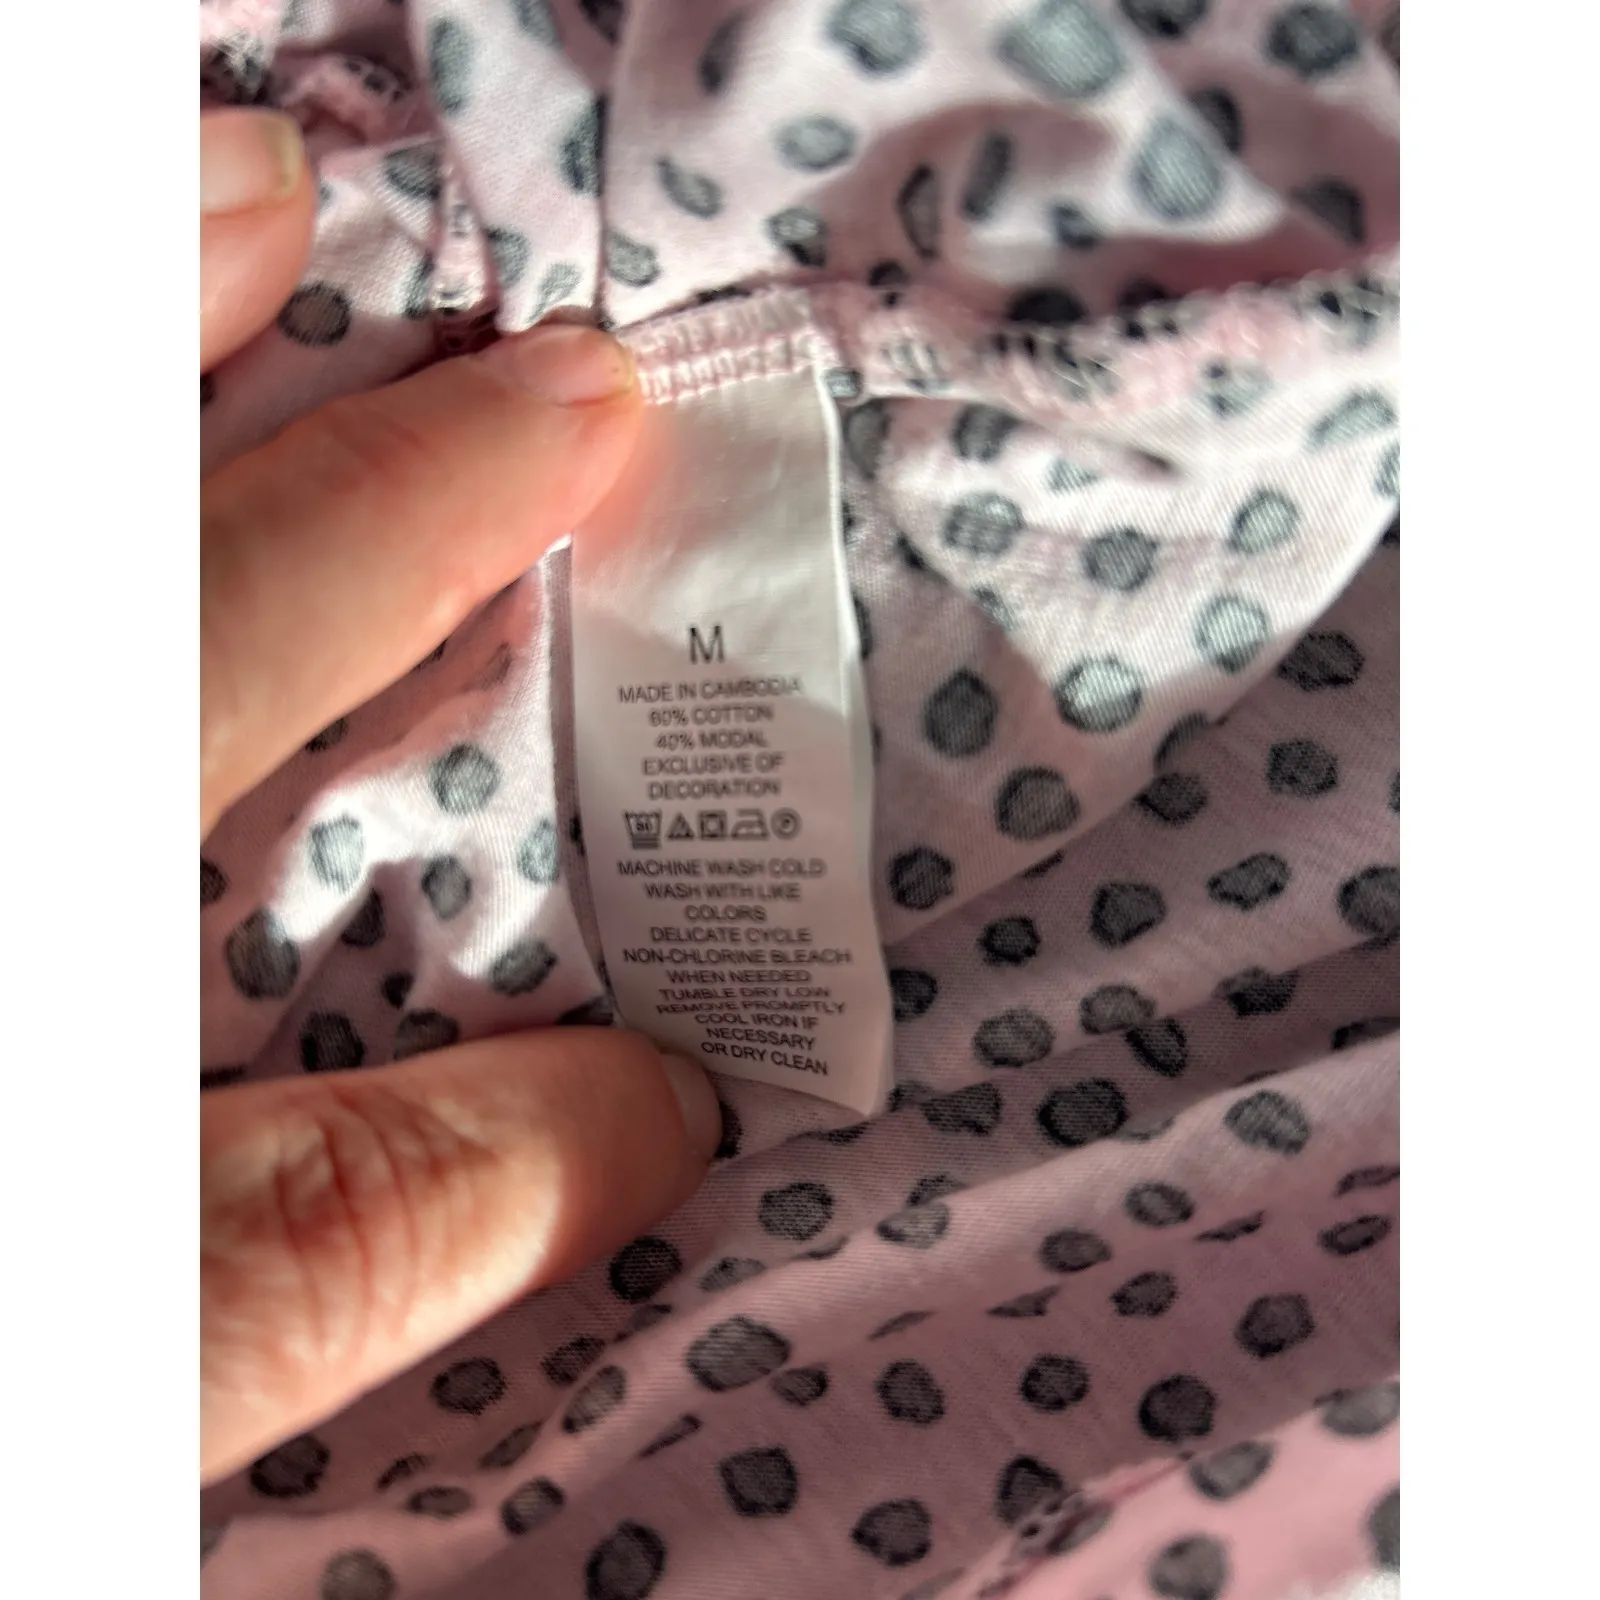 M
MADE IN CAMBODIA
60% COTTON
40% MODAL
EXCLUSIVE OF
DECORATION
MACHINE WASH COLD
WASH WITH LIKE
COLORS
DELICATE CYCLE
NON-CHLORINE BLEACH
WHEN NEEDED
TUMBLE DRY LOW
REMOVE PROMPTLY
COOL IRON IF
NECESSARY
OR DRY CLEAN